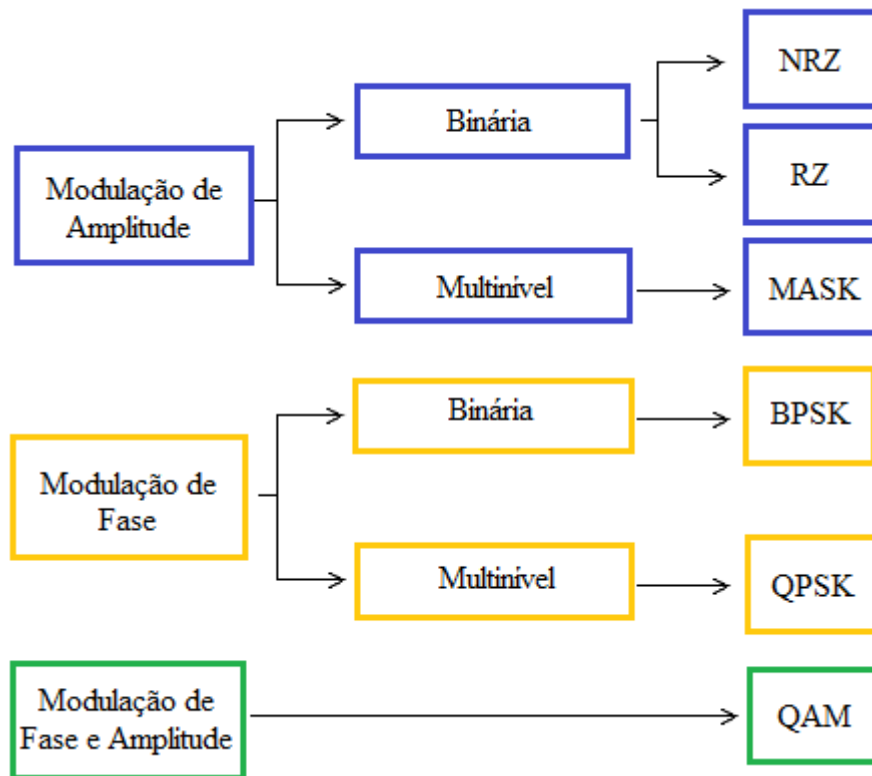 Modulação de
Amplitude
Binária
NRZ
RZ
Multinível
MASK
Modulação de
Fase
Binária
BPSK
Multinível
QPSK
Modulação de
Fase e Amplitude
QAM